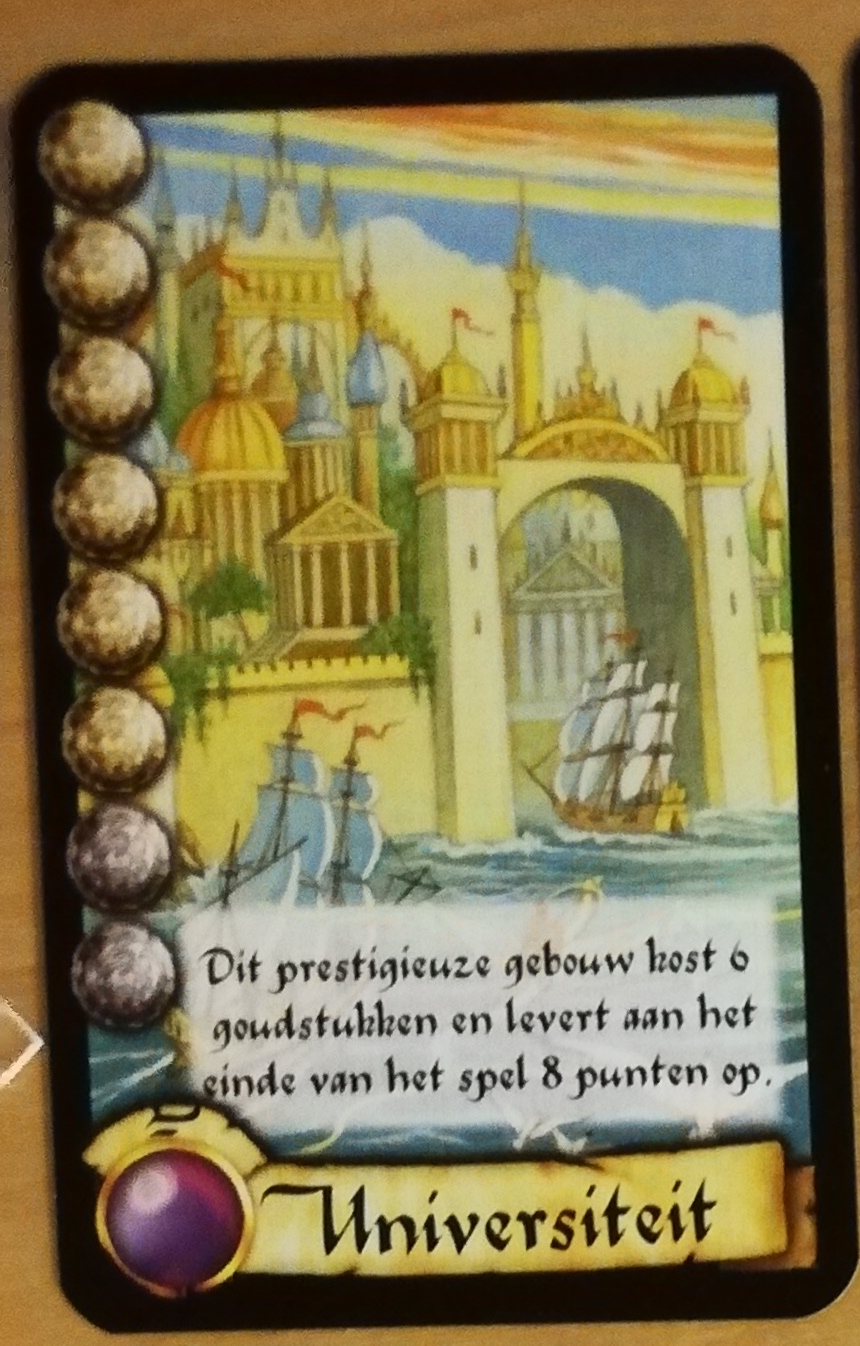 Dit prestigieuze gebouw kost 6
goudstukken en levert aan het
einde van het spel 8 punten op.
Universiteit